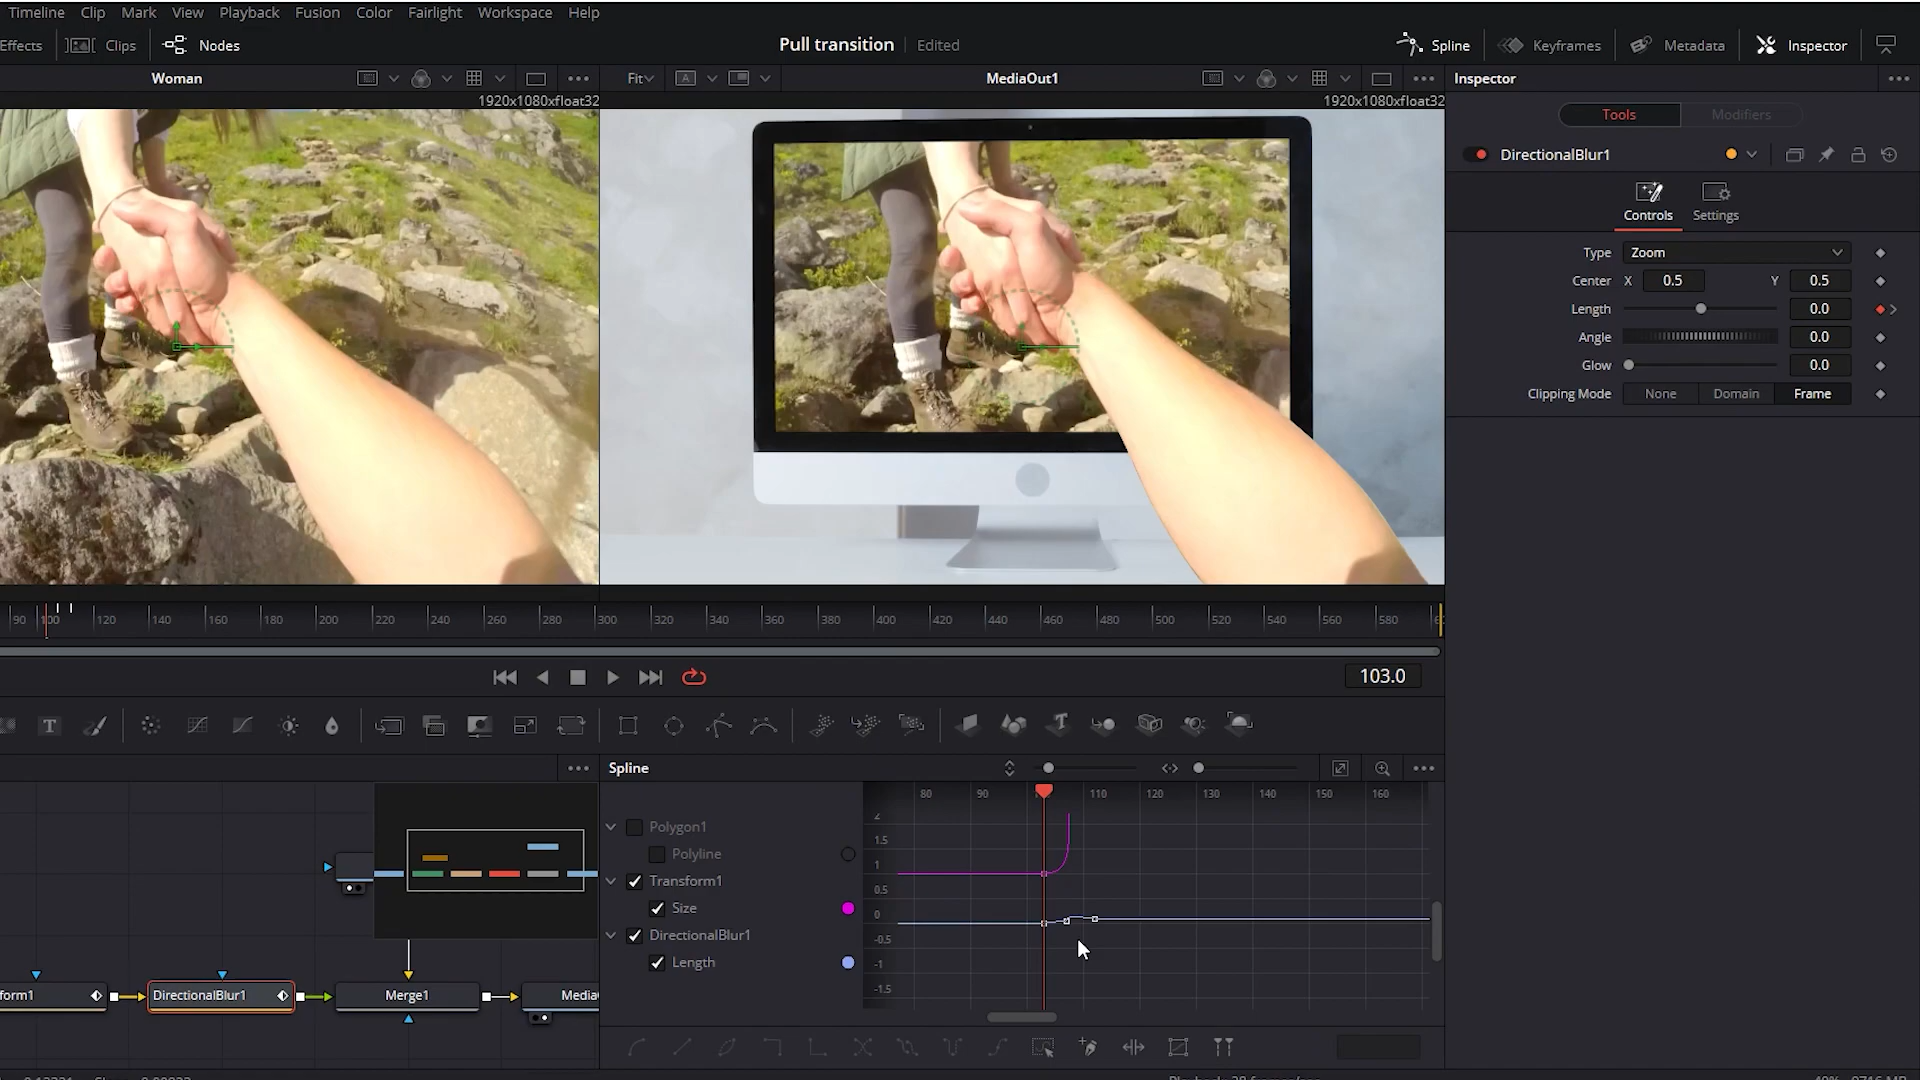 Timeline Clip Mark View Playback Fusion Color Fairlight Workspace Help
Effects Clips Nodes Pull transition Edited Spline Keyframes Metadata Inspector
Woman Fit MediaOut1 Inspector
1920x1080xfloat32 1920x1080xfloat32
Tools Modifiers
DirectionalBlur1
Controls Settings
Type Zoom
Center X 0.5 Y 0.5
Length 0.0
Angle 0.0
Glow 0.0
Clipping Mode None Domain Frame
90 100 120 140 160 180 200 220 240 260 280 300 320 340 360 380 400 420 440 460 480 500 520 540 560 580
103.0
Spline
80 90 110 120 130 140 150 160
Polygon1
Polyline
Transform1
Size
DirectionalBlur1
Length
2
1.5
1
0.5
0
-0.5
-1
-1.5
form1 DirectionalBlur1 Merge1 Media